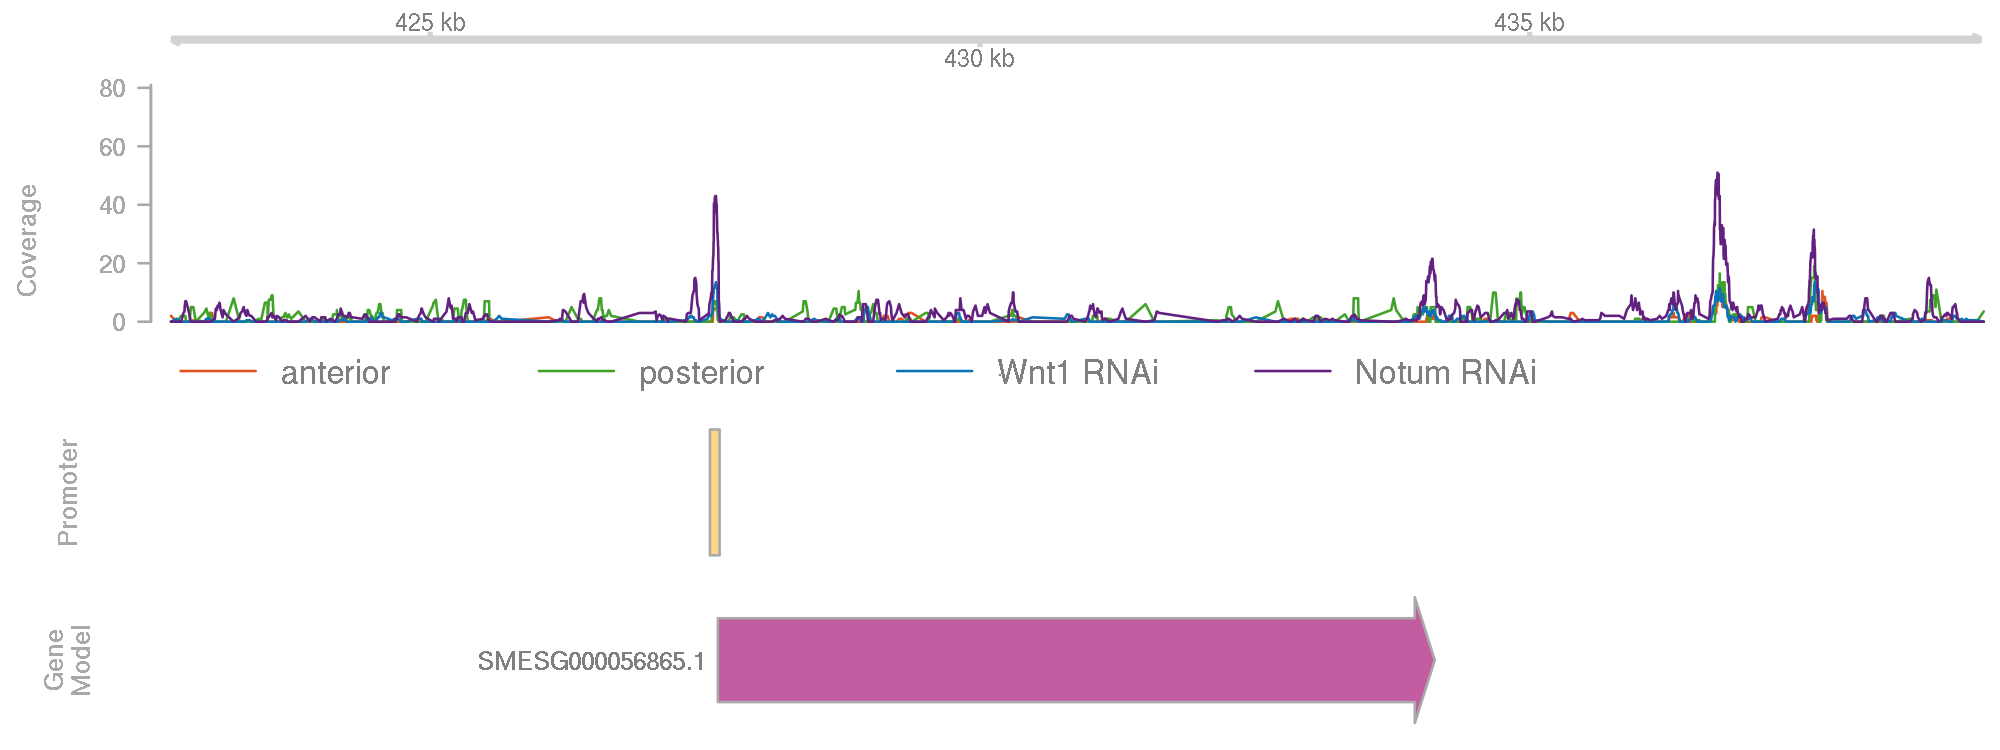 425 kb
435 kb
430 kb
80
60
40
20
0
Coverage
anterior
posterior
Wnt1 RNAi
Notum RNAi
Promoter
Gene
Model
SMESG000056865.1